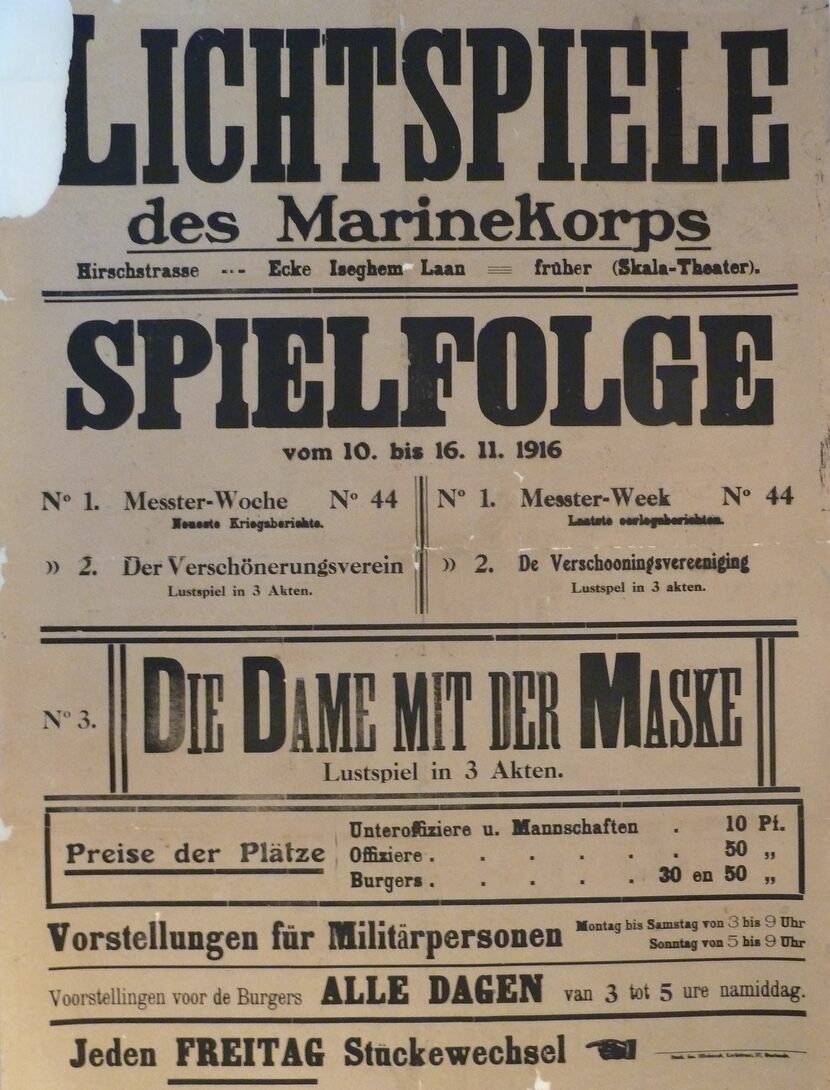 LICHTSPIELE
des Marinekorps
Hirschstrasse --- Ecke Iseghem Laan = früher (Skala-Theater).
SPIELFOLGE
vom 10. bis 16. 11. 1916
Nº 1. Messter-Woche Nº 44
Neueste Kriegsberichte.
» 2. Der Verschönerungsverein
Lustspiel in 3 Akten.
Nº 1. Messter-Week Nº 44
Laatste oorlogsberichten.
» 2. De Verschooningsvereeniging
Lustspel in 3 akten.
Nº 3. DIE DAME MIT DER MASKE
Lustspiel in 3 Akten.
Preise der Plätze
Unteroffiziere u. Mannschaften . 10 Pf.
Offiziere . . . . . . 50 „
Burgers . . . . . 30 en 50 „
Vorstellungen für Militärpersonen
Montag bis Samstag von 3 bis 9 Uhr
Sonntag von 5 bis 9 Uhr
Voorstellingen voor de Burgers ALLE DAGEN van 3 tot 5 ure namiddag.
Jeden FREITAG Stückewechsel